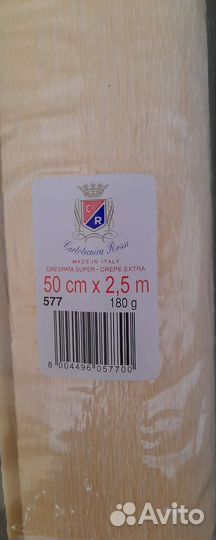 C
R
Cartotecnica Rossi
MADE IN ITALY
CRESPATA SUPER - CREPE EXTRA
50 cm x 2,5 m
577 180 g
8 004496 057700
Avito